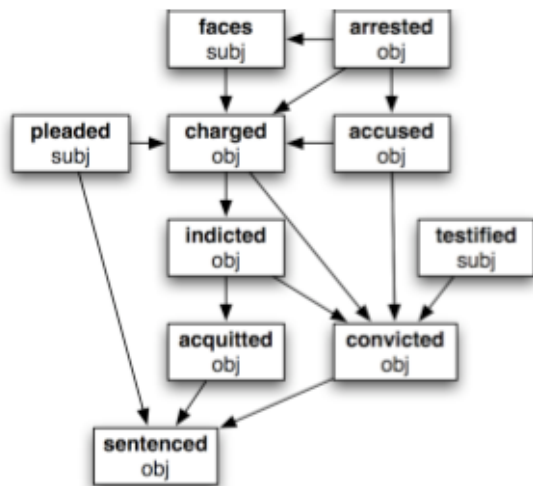 faces
subj
arrested
obj
pleaded
subj
charged
obj
accused
obj
indicted
obj
testified
subj
acquitted
obj
convicted
obj
sentenced
obj